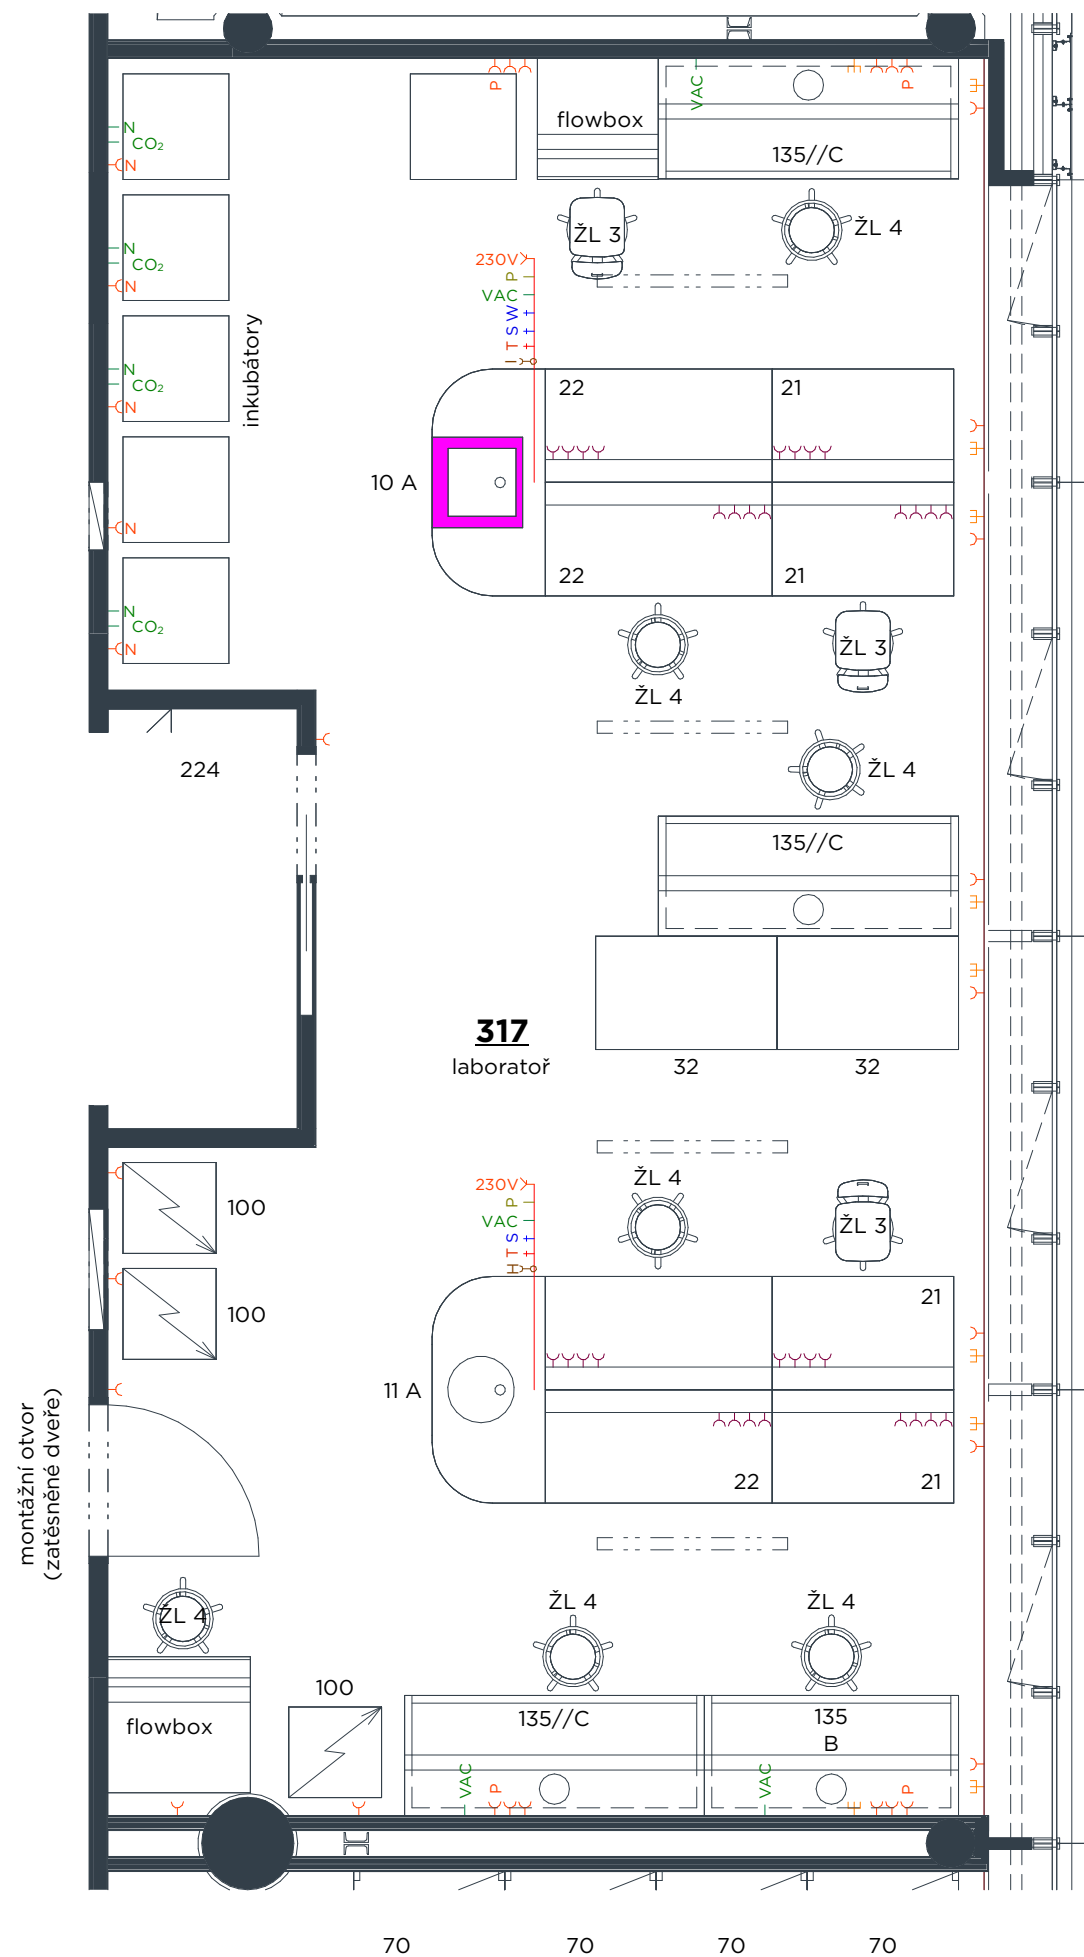 P
VAC
P
flowbox
135//C
N
CO₂
N
ŽL 3
ŽL 4
N
CO₂
N
230V
P
VAC
W
S
T
I
inkubátory
N
CO₂
N
22
21
10 A
N
22
21
N
CO₂
N
ŽL 3
ŽL 4
224
ŽL 4
135//C
317
laboratoř
32
32
ŽL 4
230V
P
VAC
S
T
H
100
ŽL 3
21
100
11 A
montážní otvor
(zatěsněné dveře)
22
21
ŽL 4
ŽL 4
ŽL 4
100
flowbox
135//C
135
B
VAC
P
VAC
P
70
70
70
70